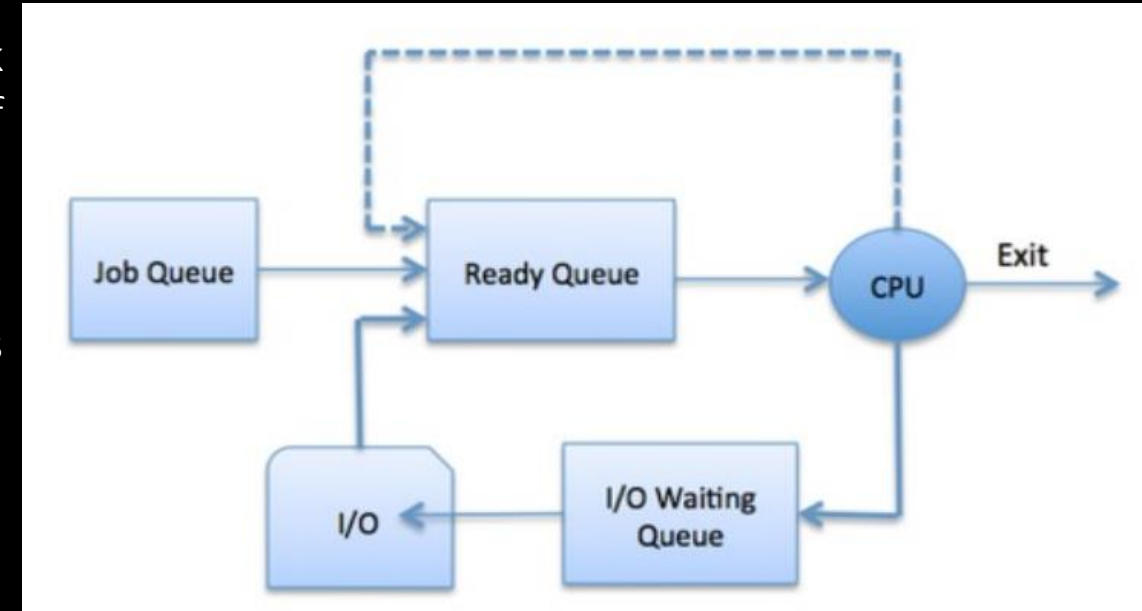 Job Queue
Ready Queue
CPU
Exit
I/O
I/O Waiting
Queue